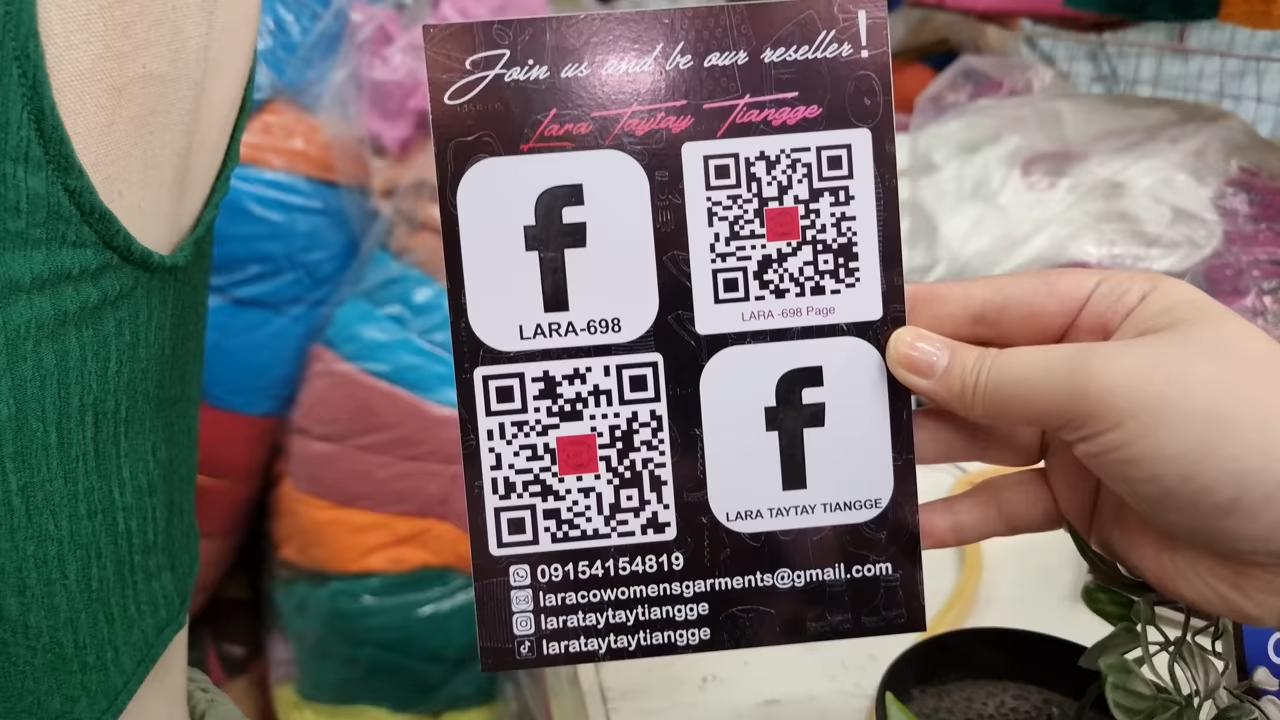 Join us and be our reseller!
Lara Taytay Tiangge
LARA-698
LARA -698 Page
LARA TAYTAY TIANGGE
09154154819
laracowomensgarments@gmail.com
larataytaytiangge
larataytaytiangge